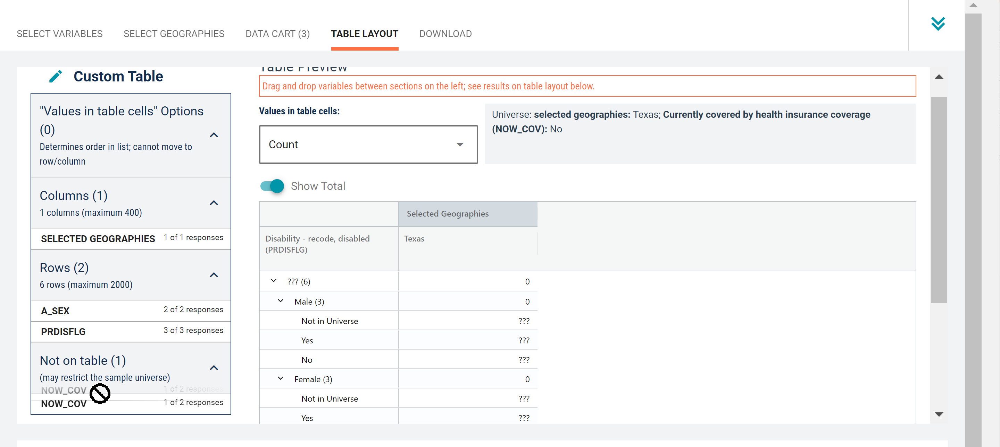 SELECT VARIABLES SELECT GEOGRAPHIES DATA CART (3) TABLE LAYOUT DOWNLOAD
Custom Table
Table Preview
Drag and drop variables between sections on the left; see results on table layout below.
"Values in table cells" Options
(0)
Determines order in list; cannot move to
row/column
Columns (1)
1 columns (maximum 400)
SELECTED GEOGRAPHIES 1 of 1 responses
Rows (2)
6 rows (maximum 2000)
A_SEX 2 of 2 responses
PRDISFLG 3 of 3 responses
Not on table (1)
(may restrict the sample universe)
NOW_COV 1 of 2 responses
NOW_COV 1 of 2 responses
Values in table cells:
Count
Universe: selected geographies: Texas; Currently covered by health insurance coverage
(NOW_COV): No
Show Total
Selected Geographies
Disability - recode, disabled
(PRDISFLG)
Texas
??? (6) 0
Male (3) 0
Not in Universe ???
Yes ???
No ???
Female (3) 0
Not in Universe ???
Yes ???